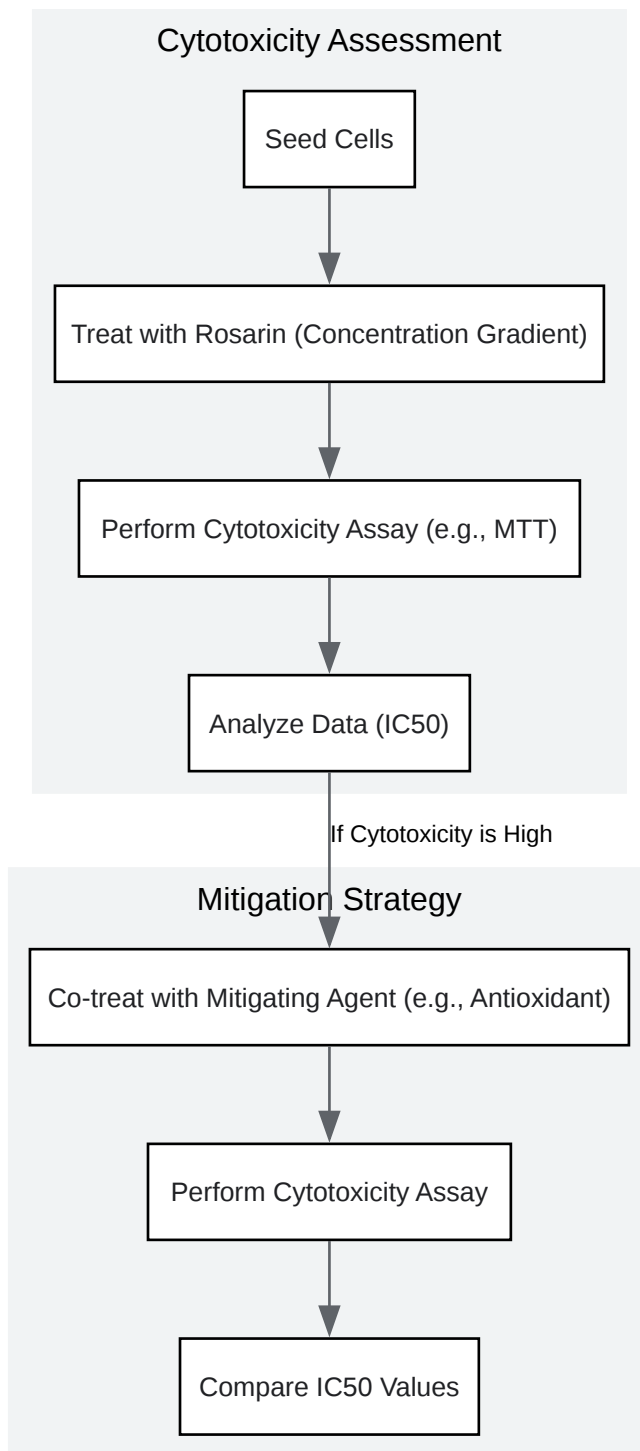 Cytotoxicity Assessment
Seed Cells
Treat with Rosarin (Concentration Gradient)
Perform Cytotoxicity Assay (e.g., MTT)
Analyze Data (IC50)
If Cytotoxicity is High
Mitigation Strategy
Co-treat with Mitigating Agent (e.g., Antioxidant)
Perform Cytotoxicity Assay
Compare IC50 Values